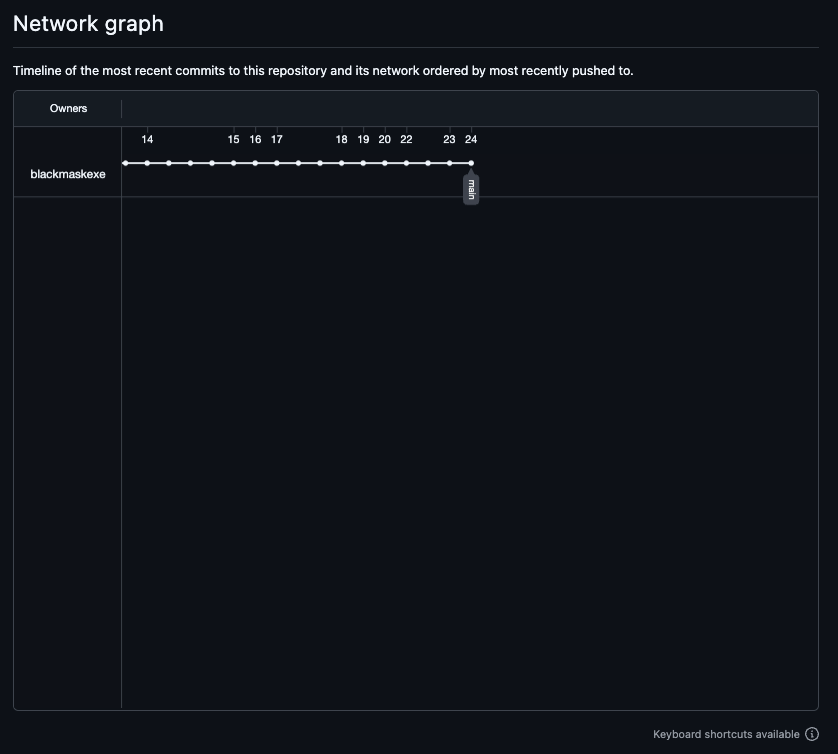 Network graph
Timeline of the most recent commits to this repository and its network ordered by most recently pushed to.
Owners
14 15 16 17 18 19 20 22 23 24
blackmaskexe
main
Keyboard shortcuts available